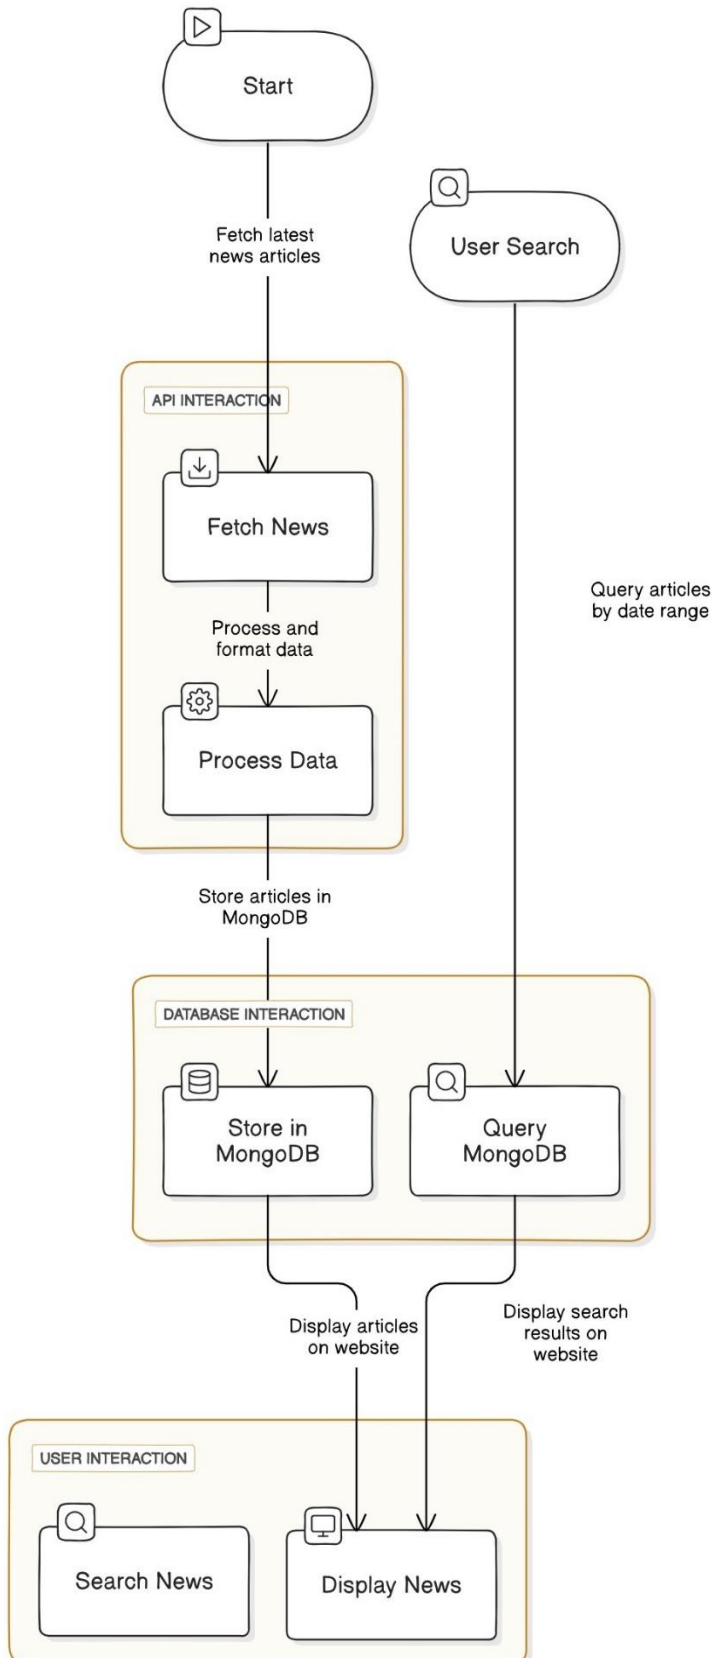 Start
Fetch latest
news articles
User Search
API INTERACTION
Fetch News
Query articles
by date range
Process and
format data
Process Data
Store articles in
MongoDB
DATABASE INTERACTION
Store in
MongoDB
Query
MongoDB
Display articles
on website
Display search
results on
website
USER INTERACTION
Search News
Display News